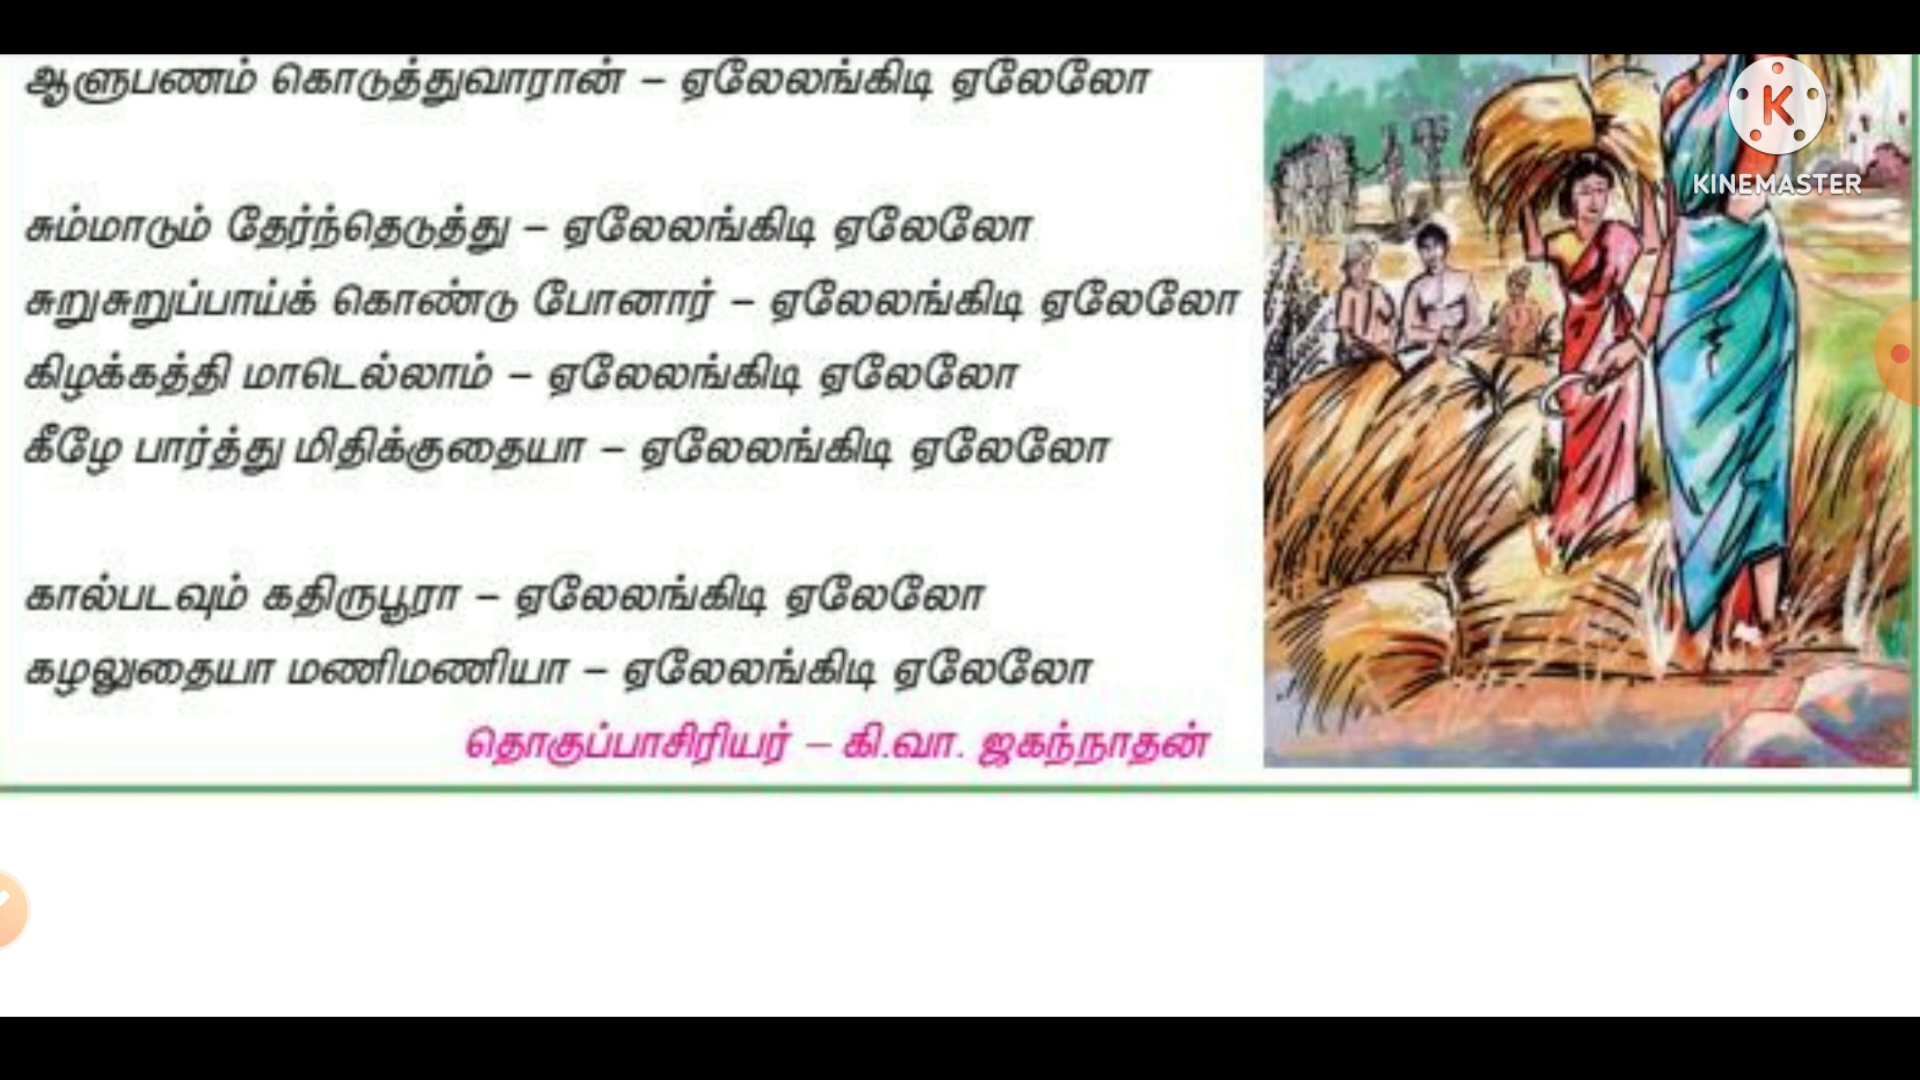 ஆளுபணம் கொடுத்துவாரான் – ஏலேலங்கிடி ஏலேலோ
சும்மாடும் தேர்ந்தெடுத்து – ஏலேலங்கிடி ஏலேலோ
சுறுசுறுப்பாய்க் கொண்டு போனார் – ஏலேலங்கிடி ஏலேலோ
கிழக்கத்தி மாடெல்லாம் – ஏலேலங்கிடி ஏலேலோ
கீழே பார்த்து மிதிக்குதையா – ஏலேலங்கிடி ஏலேலோ
கால்படவும் கதிருபூரா – ஏலேலங்கிடி ஏலேலோ
கழலுதையா மணிமணியா – ஏலேலங்கிடி ஏலேலோ
தொகுப்பாசிரியர் – கி.வா. ஜகந்நாதன்
K
KINEMASTER